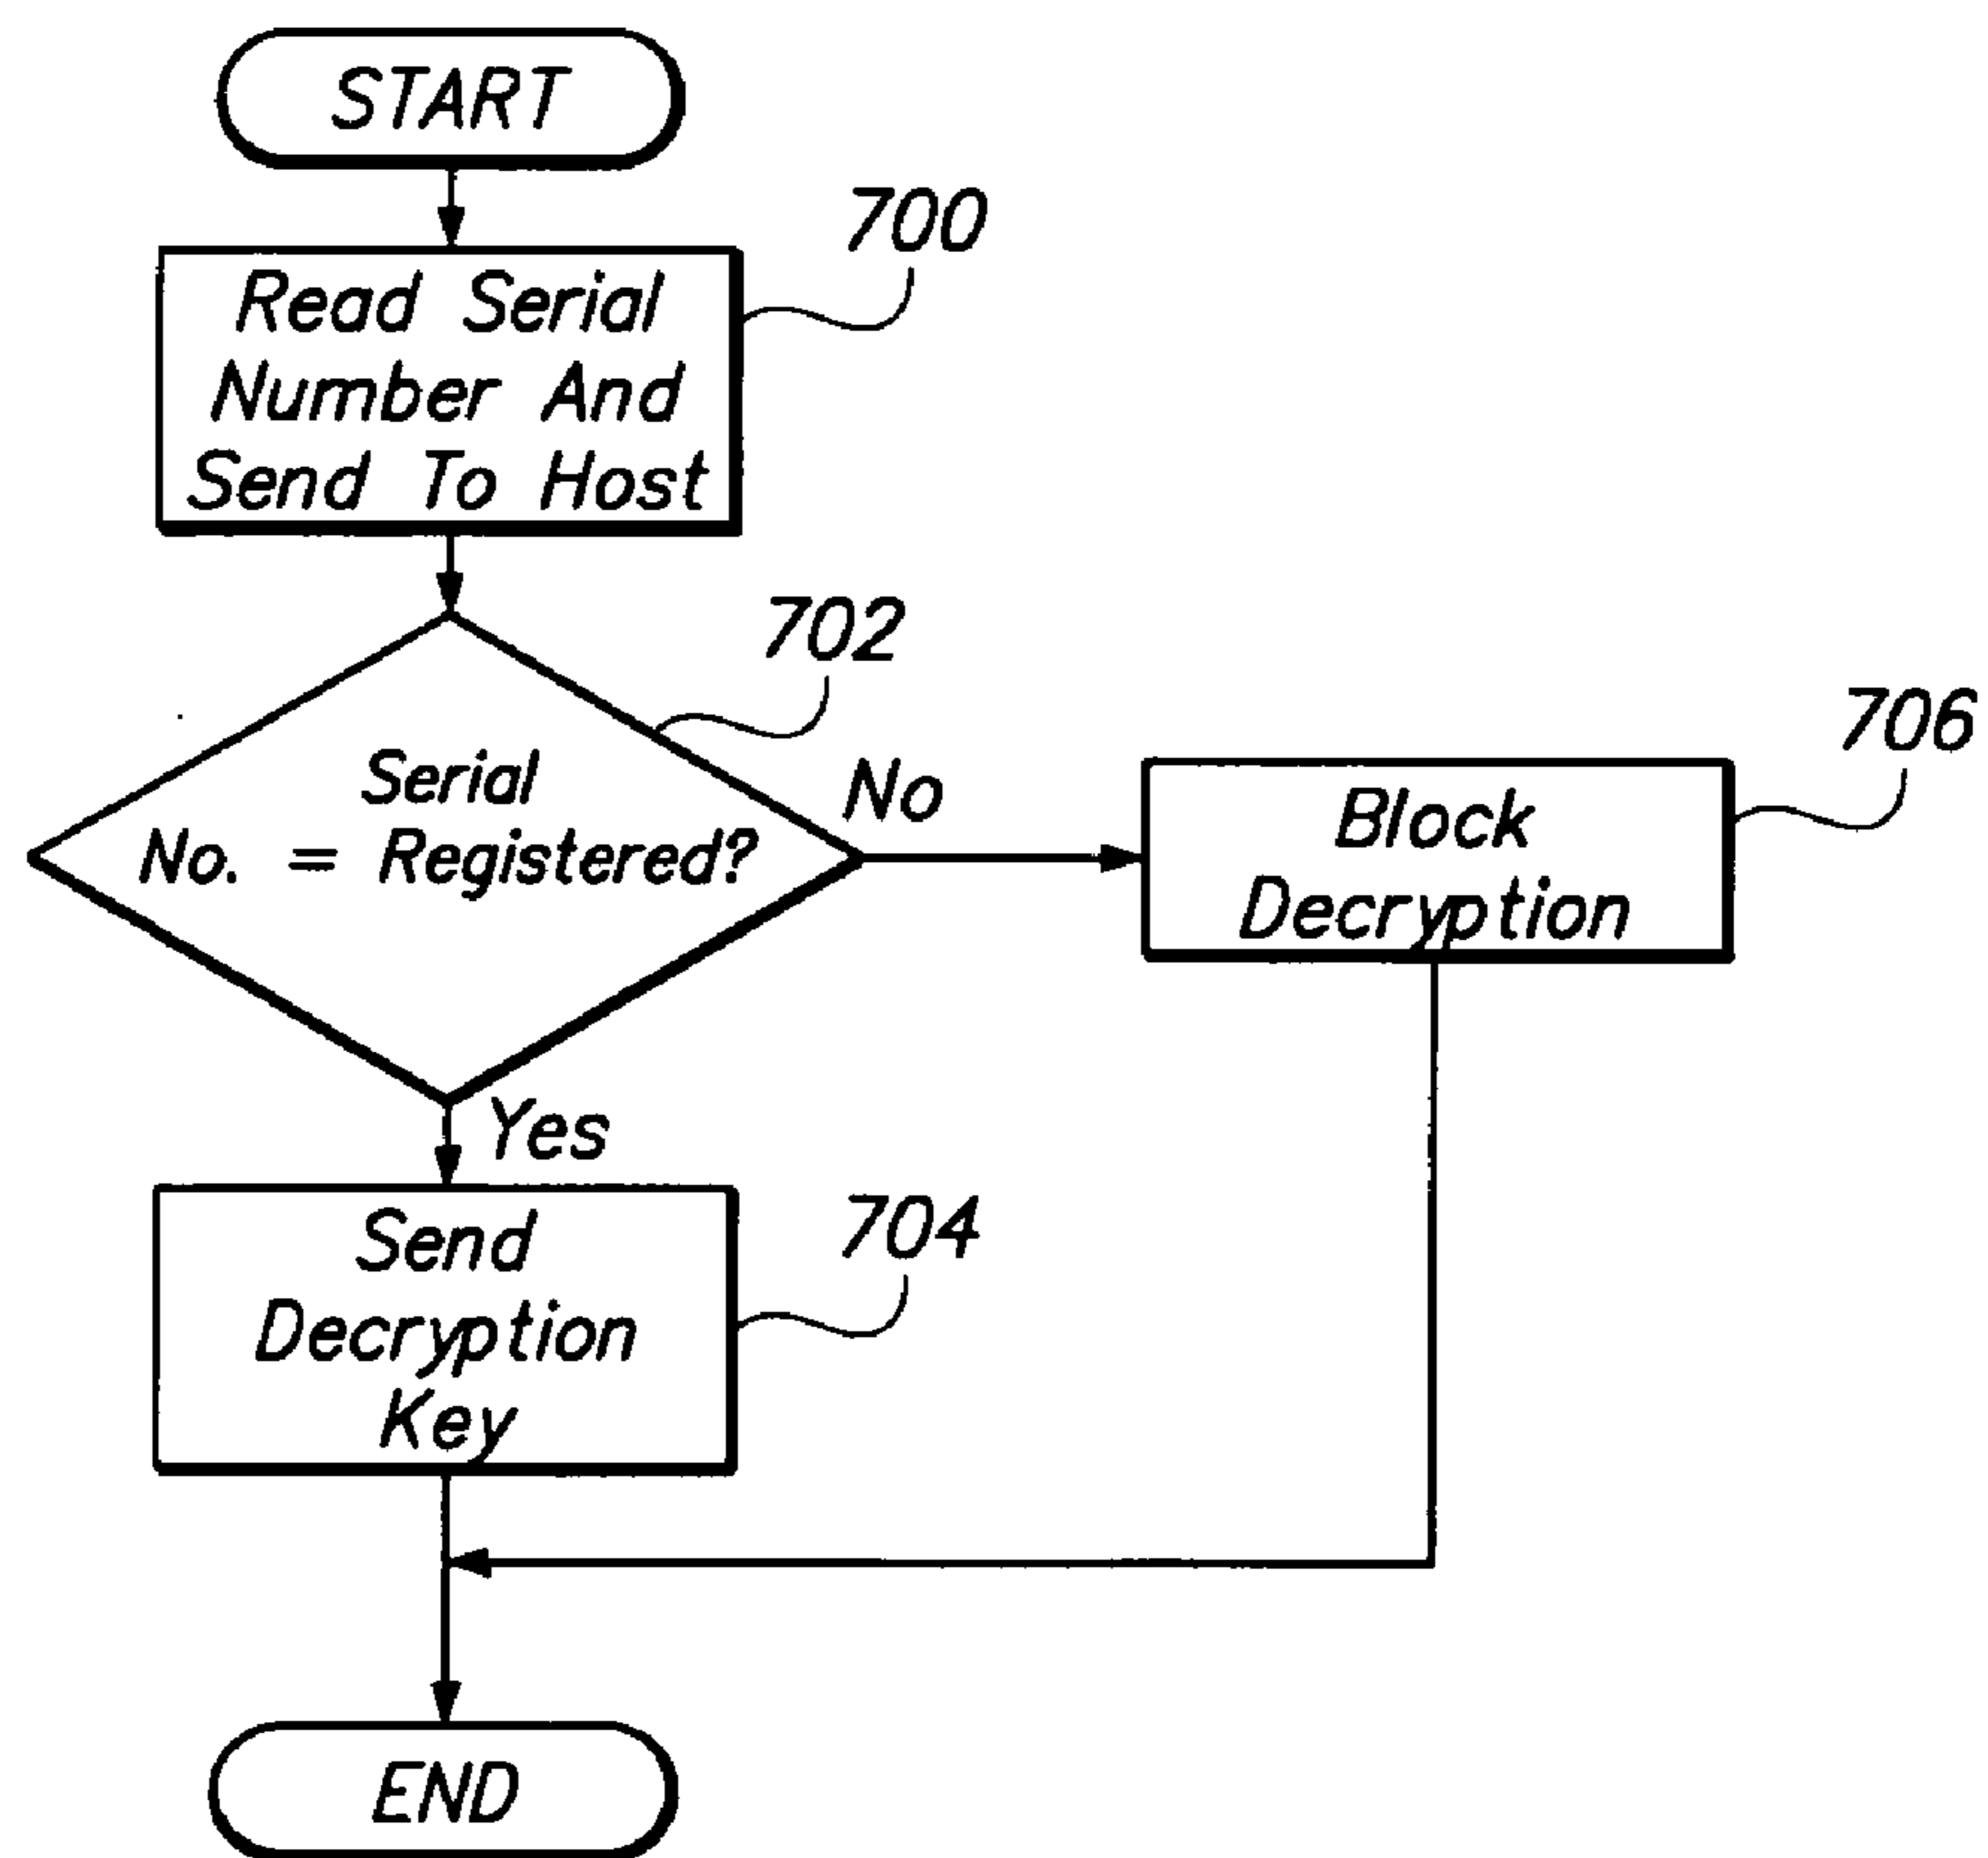 START
700
Read Serial
Number And
Send To Host
702
Serial
No. = Registered?
No
706
Block
Decryption
Yes
Send
Decryption
Key
704
END